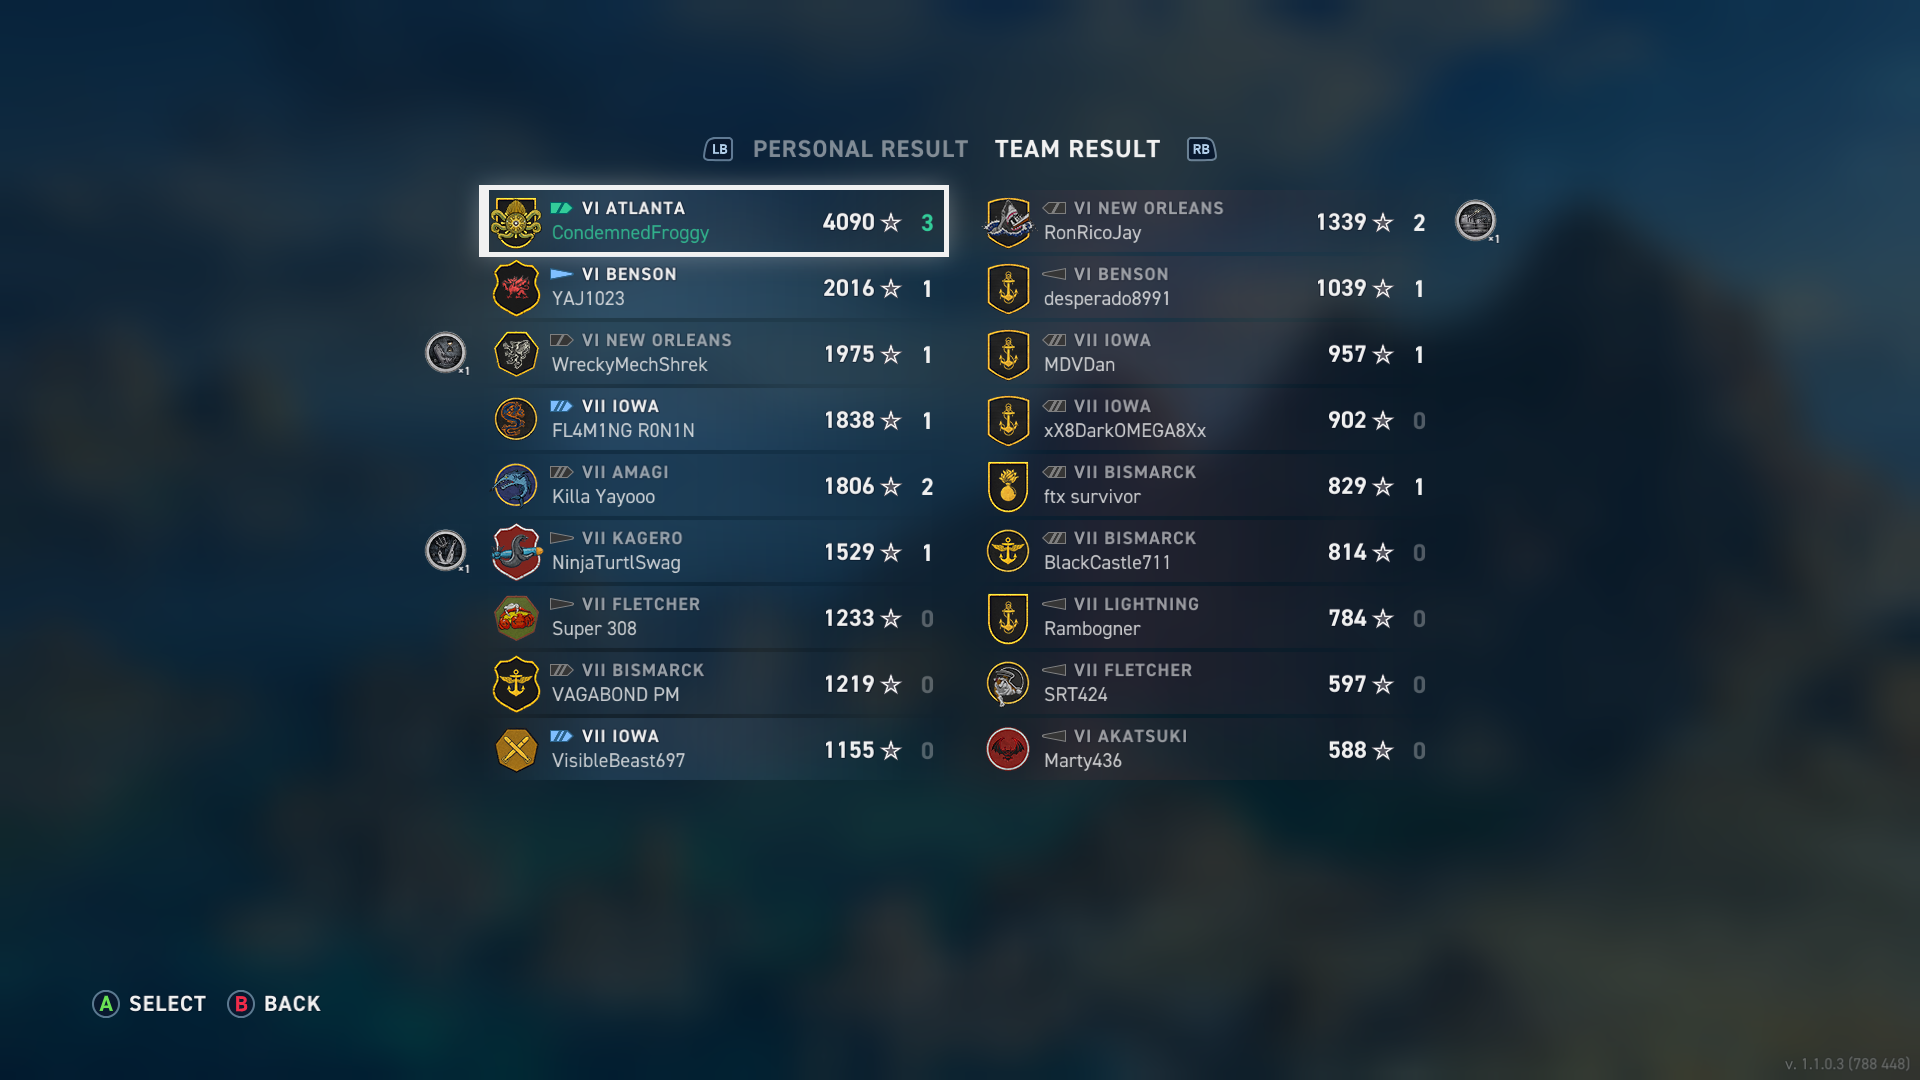 LB PERSONAL RESULT TEAM RESULT RB
VI ATLANTA
CondemnedFroggy
4090 3
VI BENSON
YAJ1023
2016 1
×1
VI NEW ORLEANS
WreckyMechShrek
1975 1
VII IOWA
FL4M1NG R0N1N
1838 1
VII AMAGI
Killa Yayooo
1806 2
×1
VII KAGERO
NinjaTurtlSwag
1529 1
VII FLETCHER
Super 308
1233 0
VII BISMARCK
VAGABOND PM
1219 0
VII IOWA
VisibleBeast697
1155 0
VI NEW ORLEANS
RonRicoJay
1339 2
×1
VI BENSON
desperado8991
1039 1
VII IOWA
MDVDan
957 1
VII IOWA
xX8DarkOMEGA8Xx
902 0
VII BISMARCK
ftx survivor
829 1
VII BISMARCK
BlackCastle711
814 0
VII LIGHTNING
Rambogner
784 0
VII FLETCHER
SRT424
597 0
VI AKATSUKI
Marty436
588 0
A SELECT B BACK
v. 1.1.0.3 (788 448)